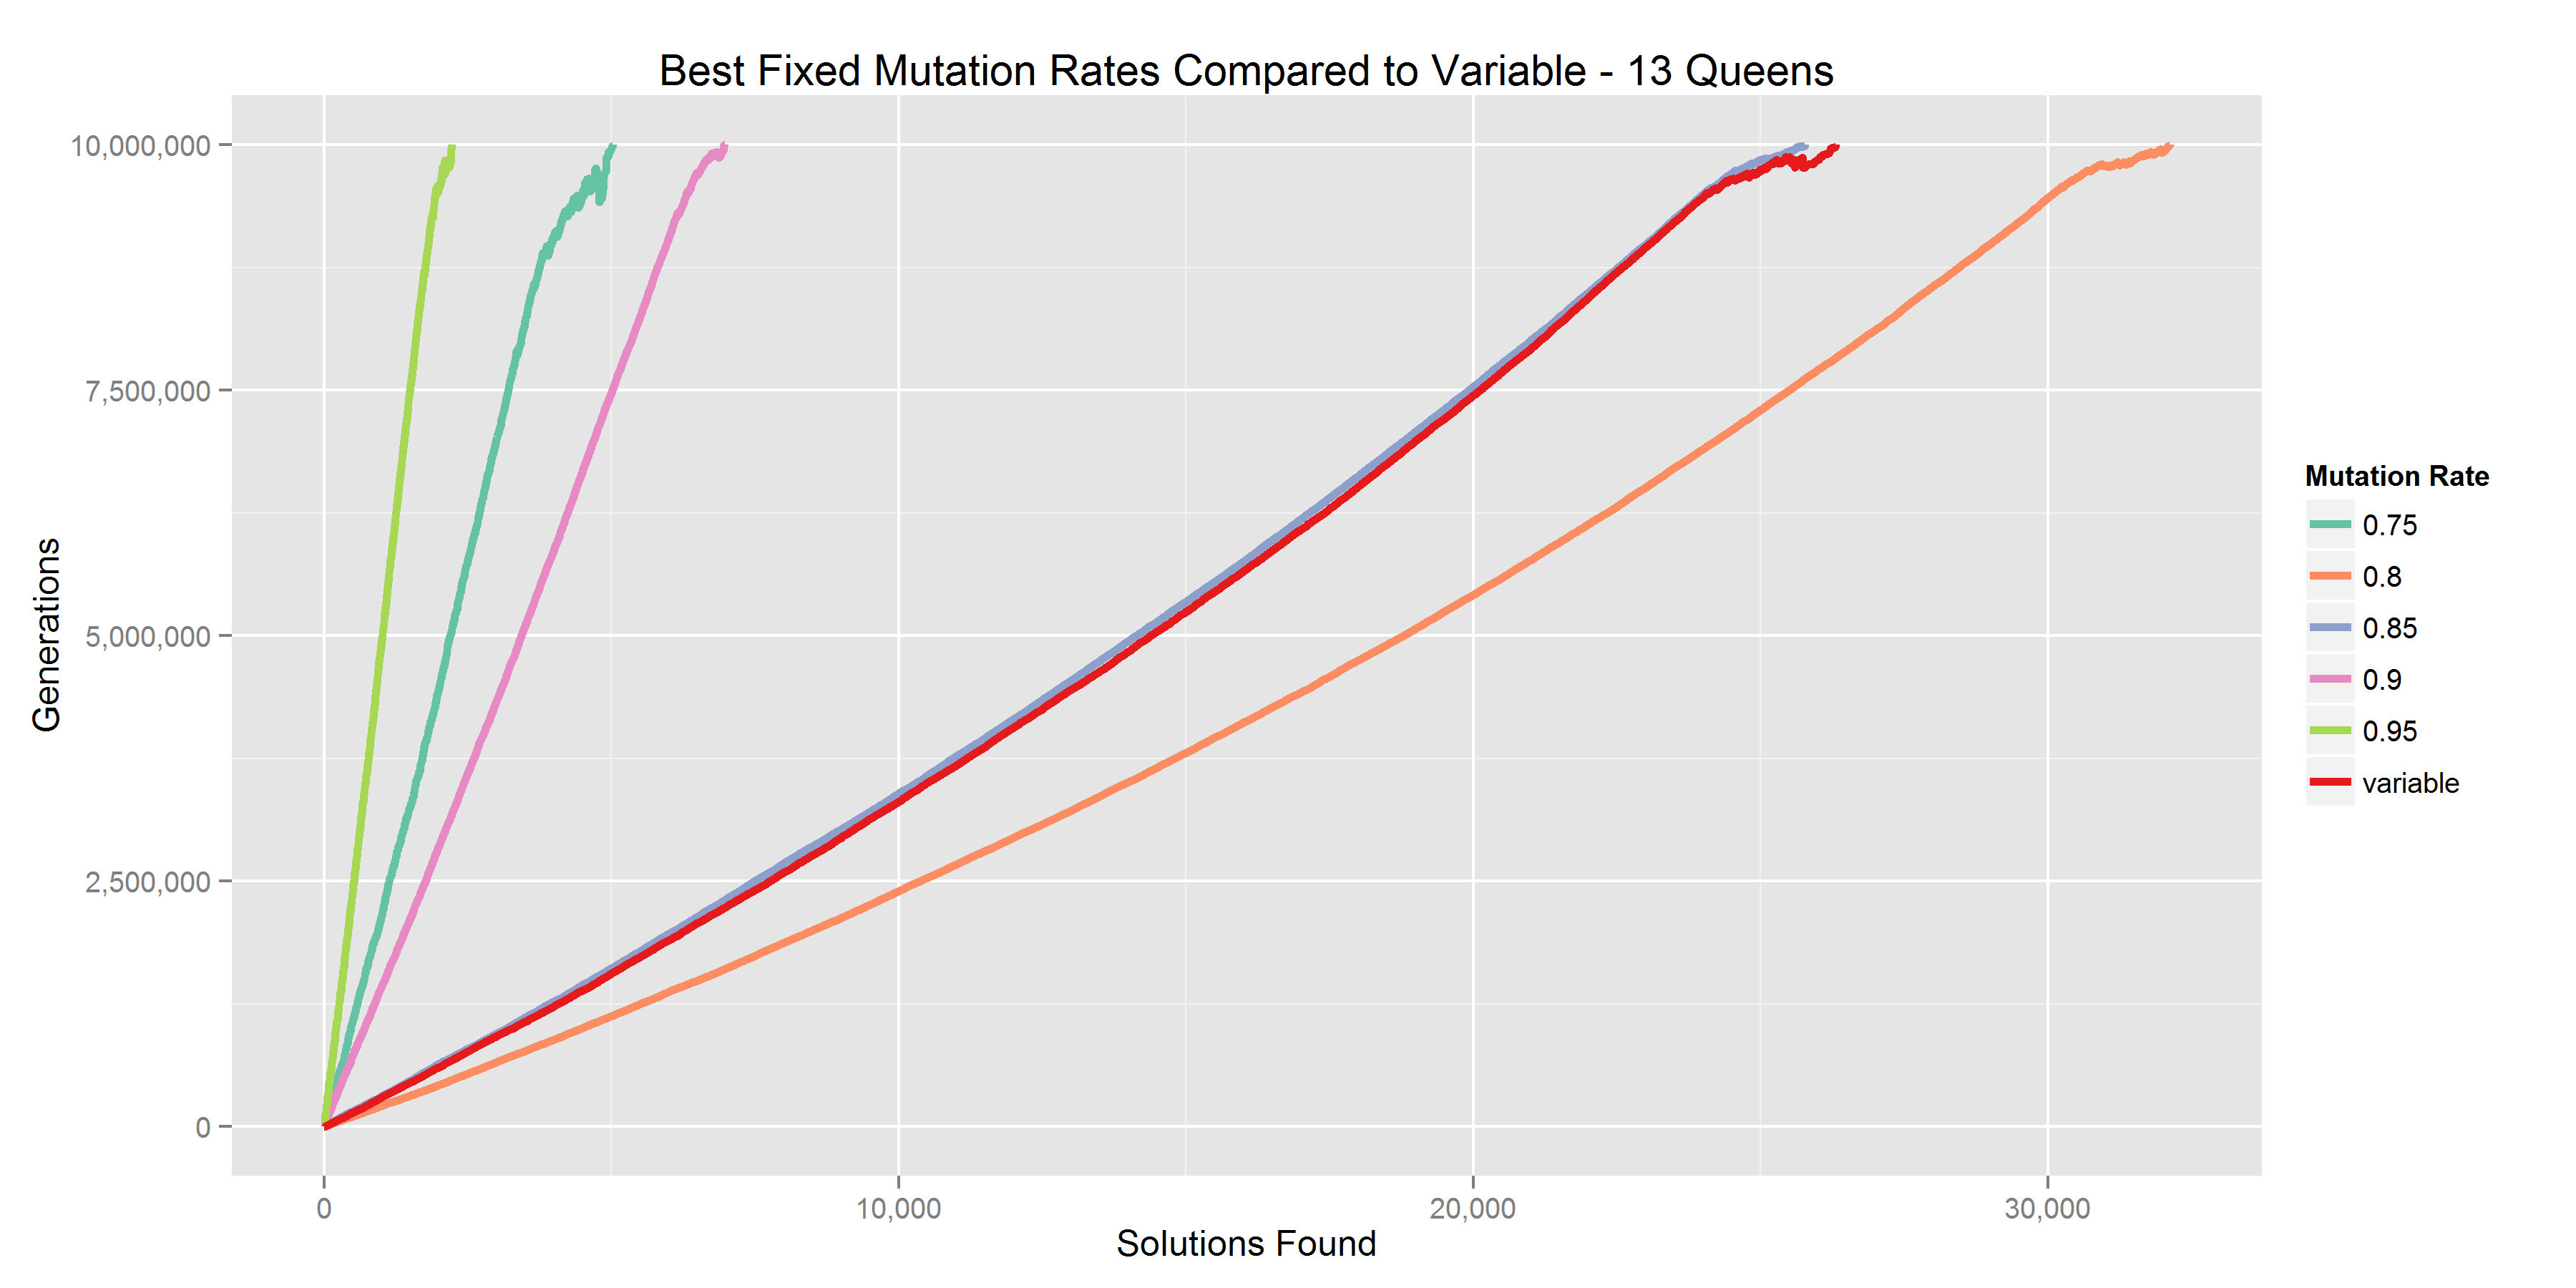 Best Fixed Mutation Rates Compared to Variable - 13 Queens
10,000,000
7,500,000
5,000,000
2,500,000
0
Generations
0
10,000
20,000
30,000
Solutions Found
Mutation Rate
0.75
0.8
0.85
0.9
0.95
variable